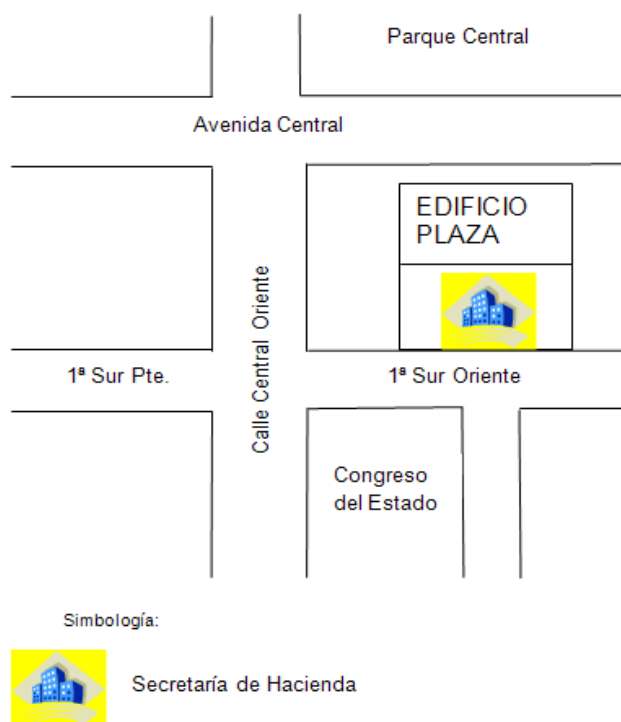 Parque Central
Avenida Central
EDIFICIO
PLAZA
Calle Central Oriente
1ª Sur Pte.
1ª Sur Oriente
Congreso
del Estado
Simbología:
Secretaría de Hacienda